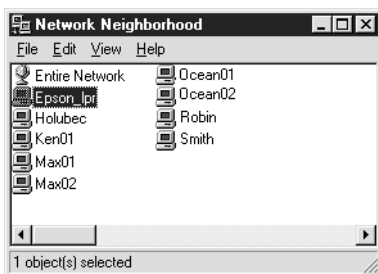 Network Neighborhood
File Edit View Help
Entire Network
Epson_lpr
Holubec
Ken01
Max01
Max02
Ocean01
Ocean02
Robin
Smith
1 object(s) selected